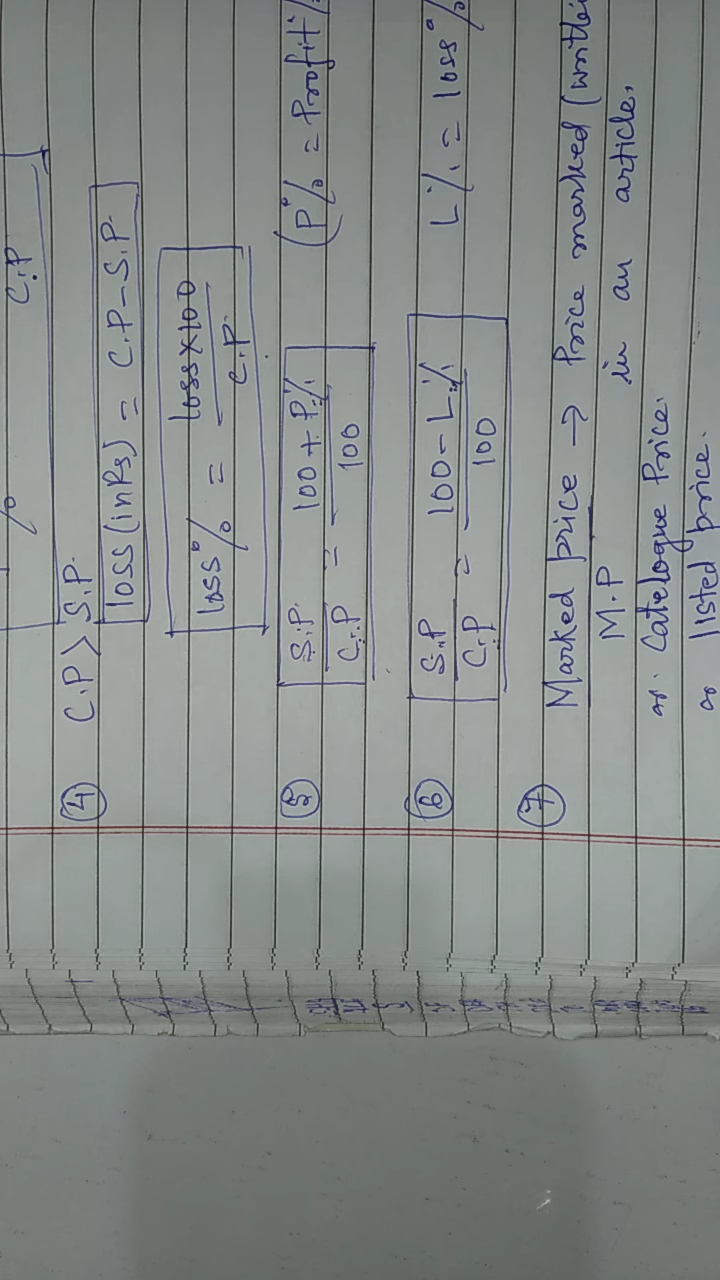 %
C.P
④ C.P > S.P.
loss (in Rs) = C.P - S.P.
loss % = loss × 100 / C.P
⑤ S.P. / C.P = 100 + P% / 100 (P% = Profit %
⑥ S.P / C.P = 100 - L% / 100 L% = loss %
⑦ Marked price → Price marked (written
M.P in an article.
or. Catelogue Price.
or listed price.